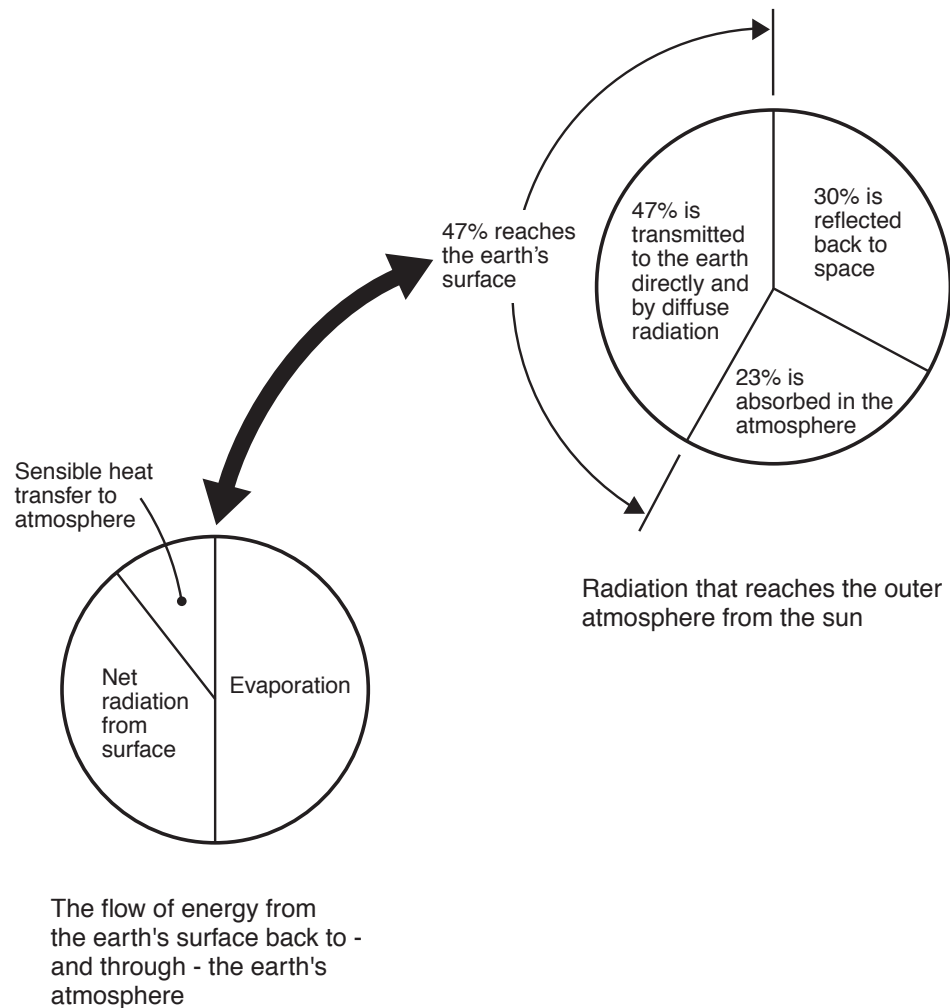 47% is
transmitted
to the earth
directly and
by diffuse
radiation
30% is
reflected
back to
space
23% is
absorbed in the
atmosphere
47% reaches
the earth's
surface
Radiation that reaches the outer
atmosphere from the sun
Sensible heat
transfer to
atmosphere
Net
radiation
from
surface
Evaporation
The flow of energy from
the earth's surface back to -
and through - the earth's
atmosphere